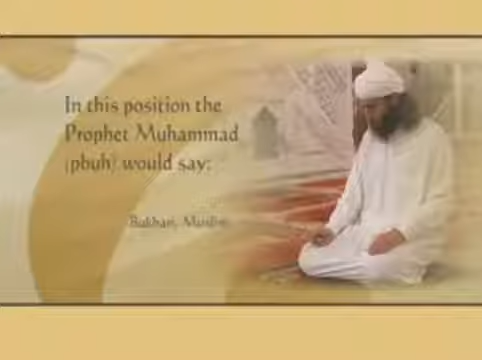 In this position the
Prophet Muhammad
(pbuh) would say:
Bukhari, Muslim